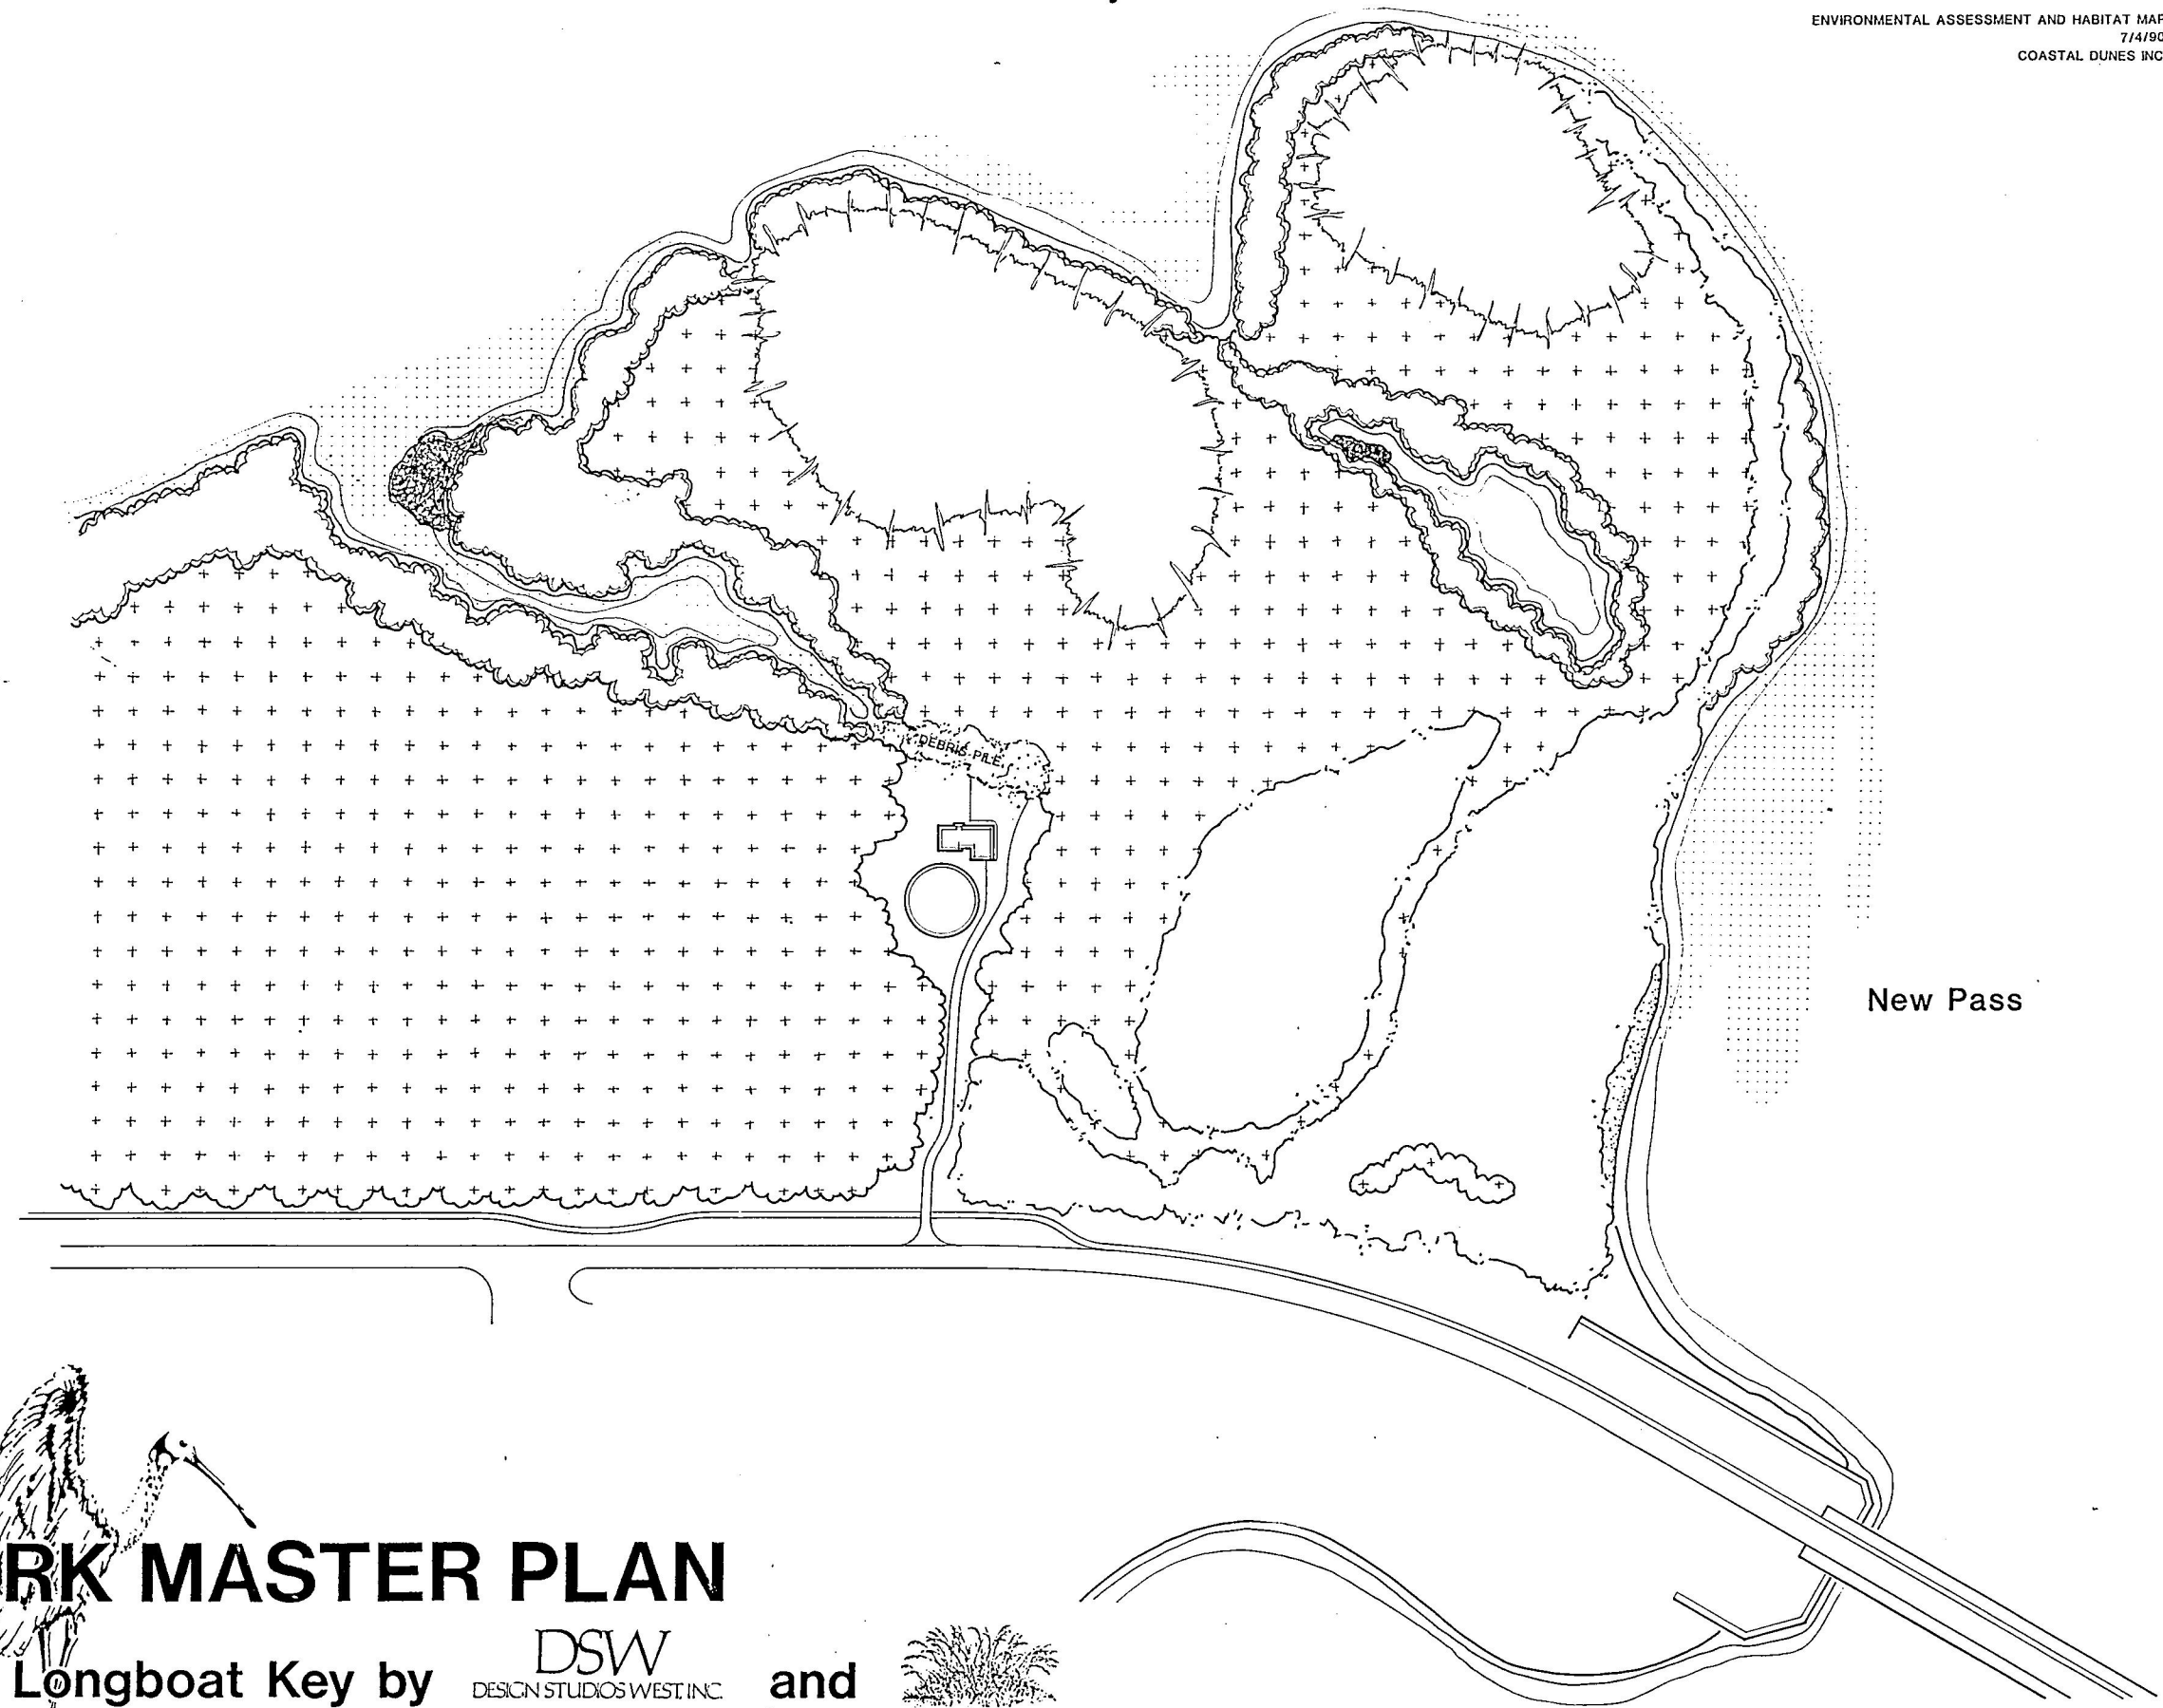 ENVIRONMENTAL ASSESSMENT AND HABITAT MAP
7/4/90
COASTAL DUNES INC
DEBRIS PILE
New Pass
RK MASTER PLAN
Longboat Key by DSW and
DESIGN STUDIOS WEST, INC.